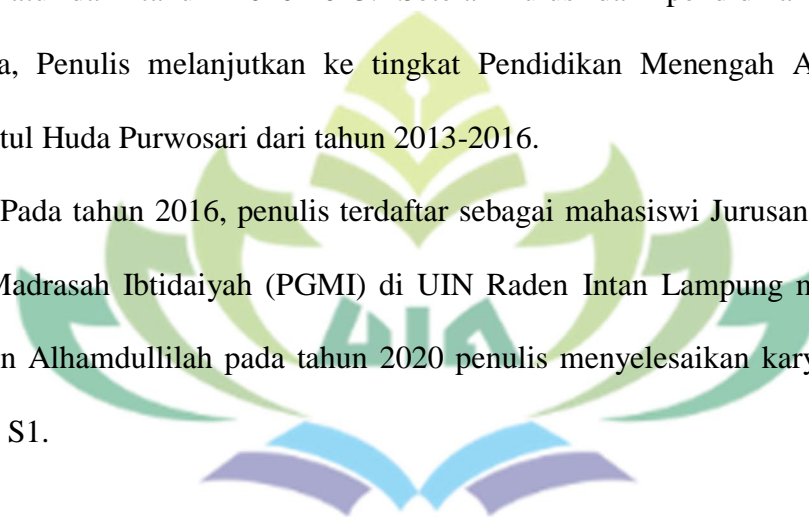 a, Penulis melanjutkan ke tingkat Pendidikan Menengah A
tul Huda Purwosari dari tahun 2013-2016.
Pada tahun 2016, penulis terdaftar sebagai mahasiswi Jurusan
Madrasah Ibtidaiyah (PGMI) di UIN Raden Intan Lampung m
n Alhamdullilah pada tahun 2020 penulis menyelesaikan kary
S1.